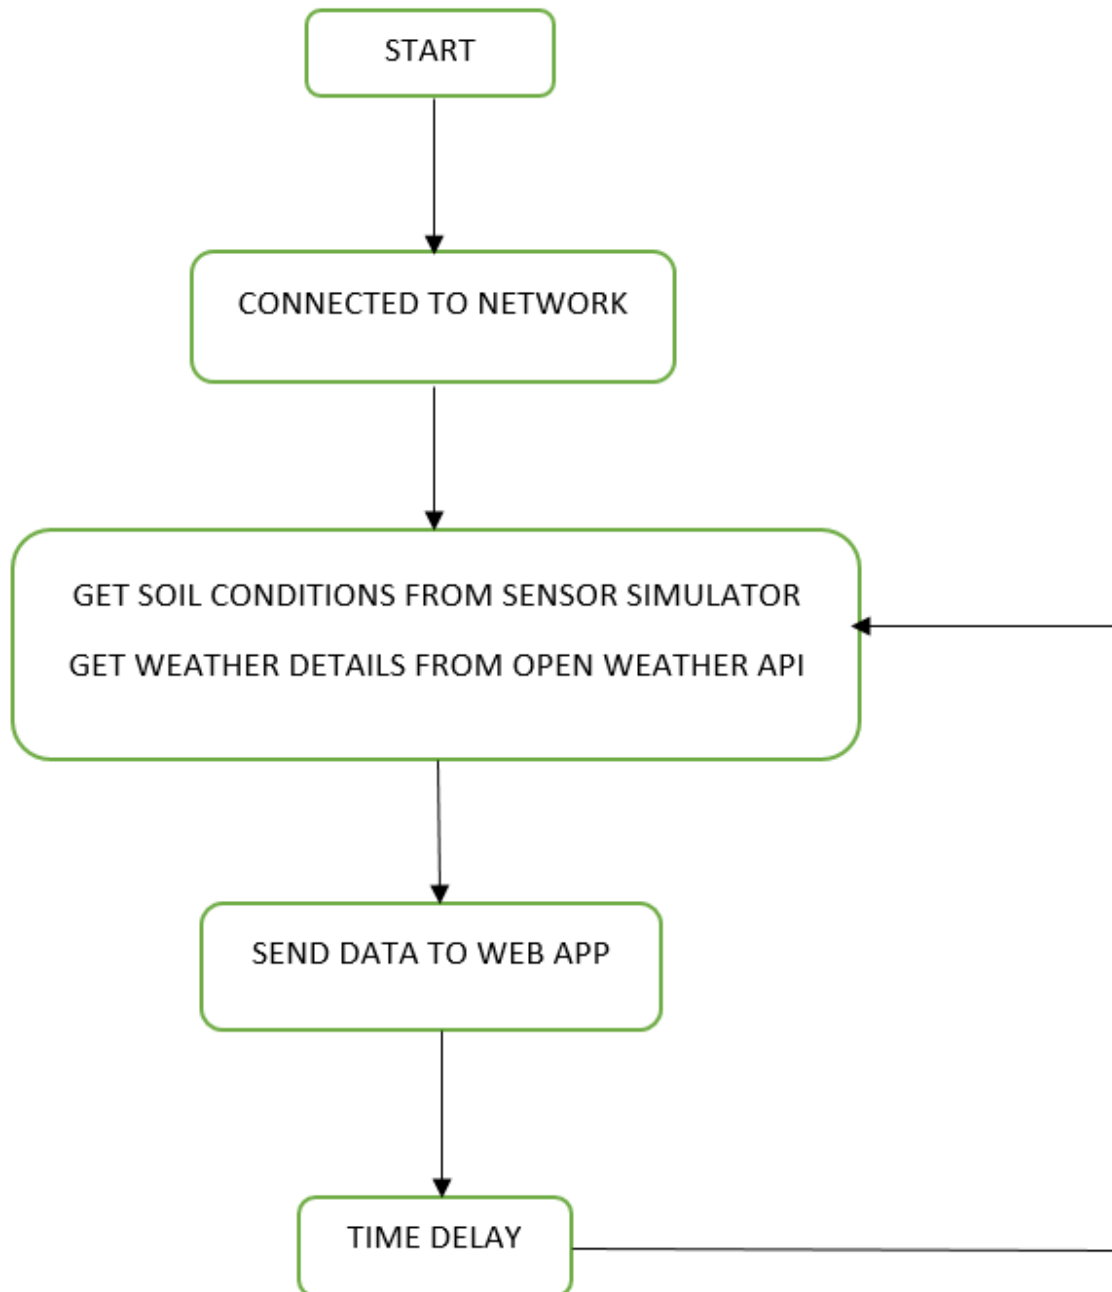 START
CONNECTED TO NETWORK
GET SOIL CONDITIONS FROM SENSOR SIMULATOR
GET WEATHER DETAILS FROM OPEN WEATHER API
SEND DATA TO WEB APP
TIME DELAY